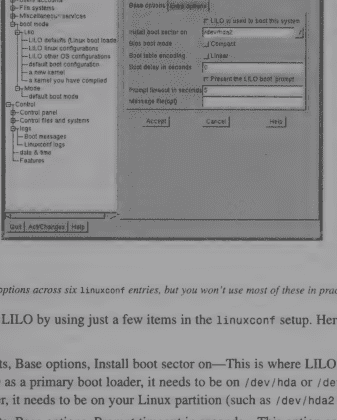 File systems
Miscellaneous services
boot mode
Lilo
LILO defaults (Linux boot loade
LILO linux configurations
LILO other OS configurations
default boot configuration
a new kernel
a kernel you have compiled
Mode
default boot mode
Control
Control panel
Control files and systems
logs
Boot messages
Linuxconf logs
date & time
Features
Quit Act/Changes Help
Base options Extra options
LILO is used to boot this system
Install boot sector on /dev/hda2
Boot mode Compact
Boot table encoding Linear
Boot delay in seconds
Present the LILO boot: prompt
Prompt timeout in seconds 5
Message file(opt)
Accept Cancel Help
options across six linuxconf entries, but you won't use most of these in prac
LILO by using just a few items in the linuxconf setup. Her
ts, Base options, Install boot sector on—This is where LILO
as a primary boot loader, it needs to be on /dev/hda or /de
er, it needs to be on your Linux partition (such as /dev/hda2